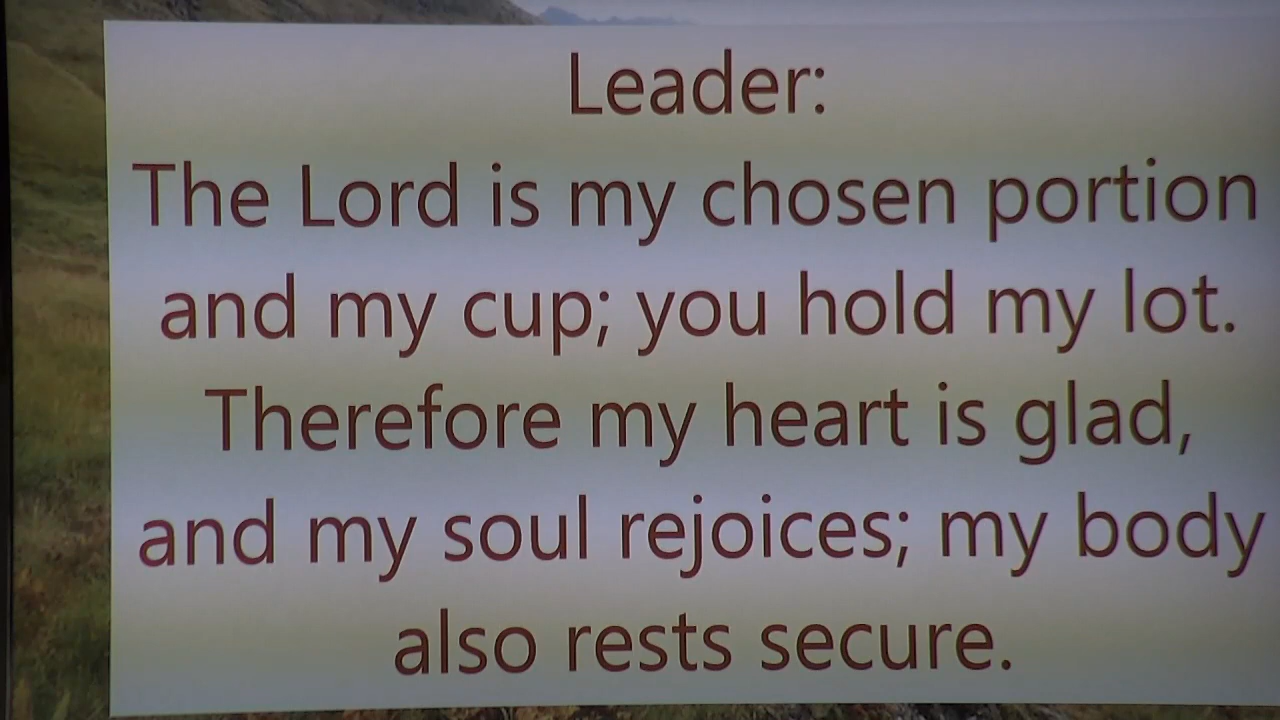 Leader:
The Lord is my chosen portion
and my cup; you hold my lot.
Therefore my heart is glad,
and my soul rejoices; my body
also rests secure.